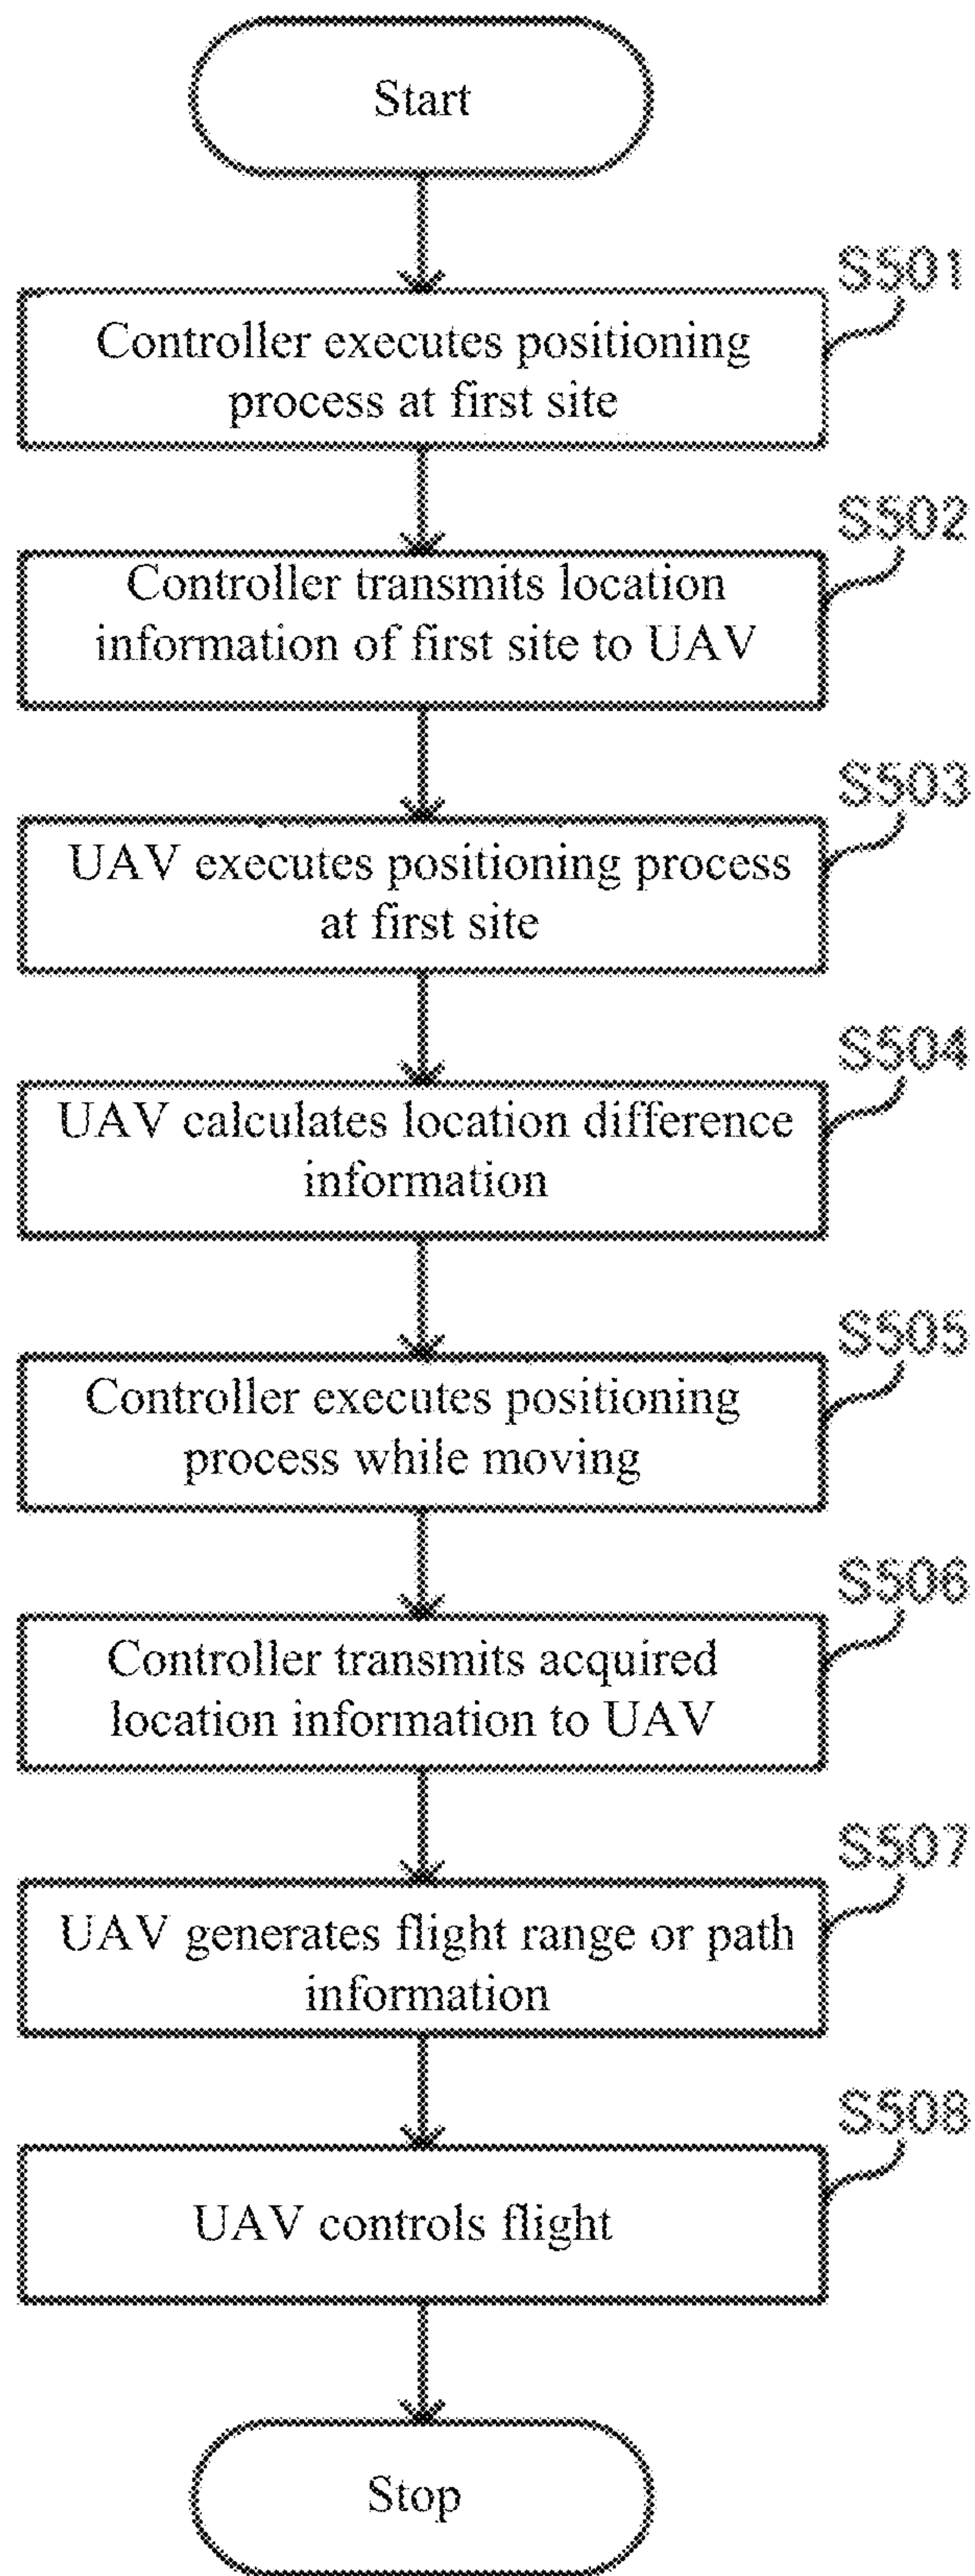 Start
S501
Controller executes positioning
process at first site
S502
Controller transmits location
information of first site to UAV
S503
UAV executes positioning process
at first site
S504
UAV calculates location difference
information
S505
Controller executes positioning
process while moving
S506
Controller transmits acquired
location information to UAV
S507
UAV generates flight range or path
information
S508
UAV controls flight
Stop